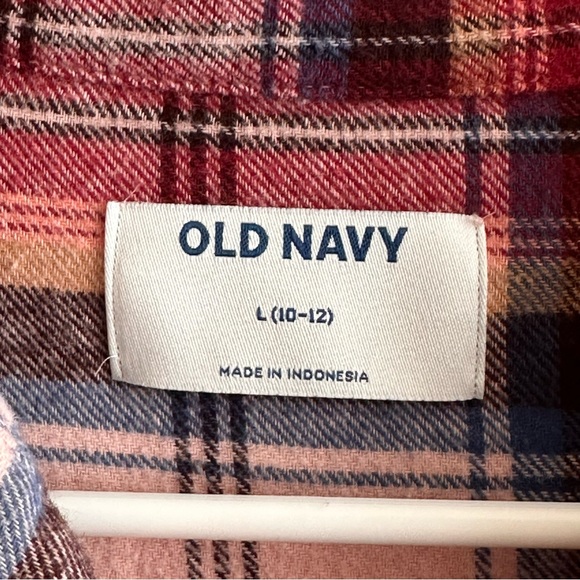 OLD NAVY
L (10-12)
MADE IN INDONESIA